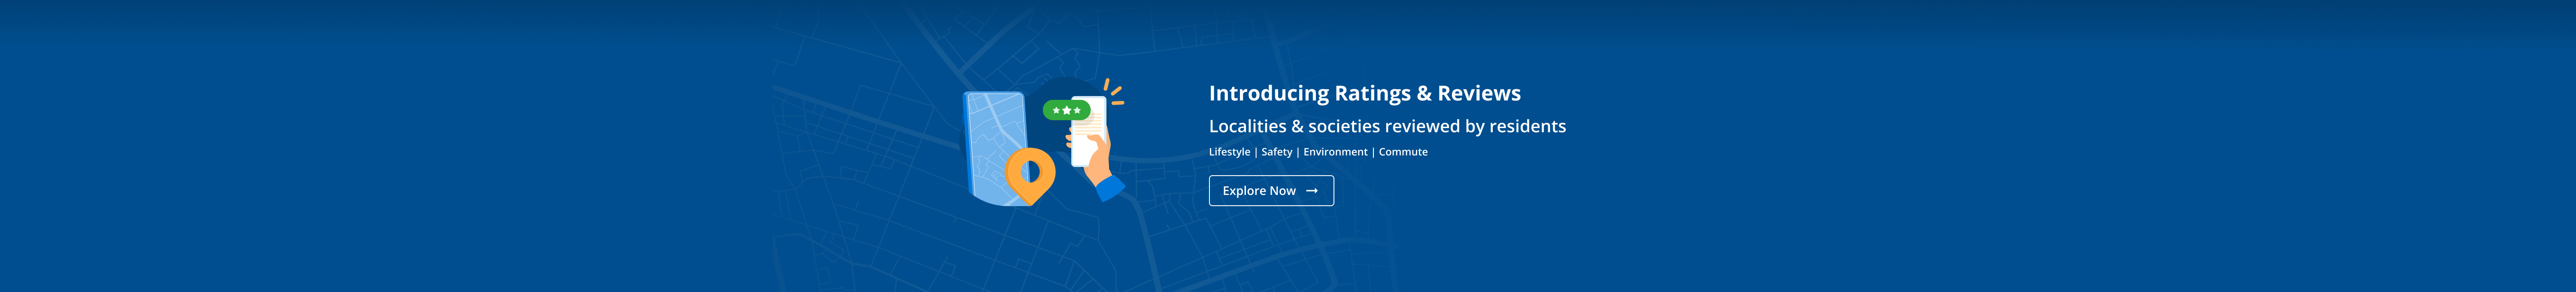 Introducing Ratings & Reviews
Localities & societies reviewed by residents
Lifestyle | Safety | Environment | Commute
Explore Now →